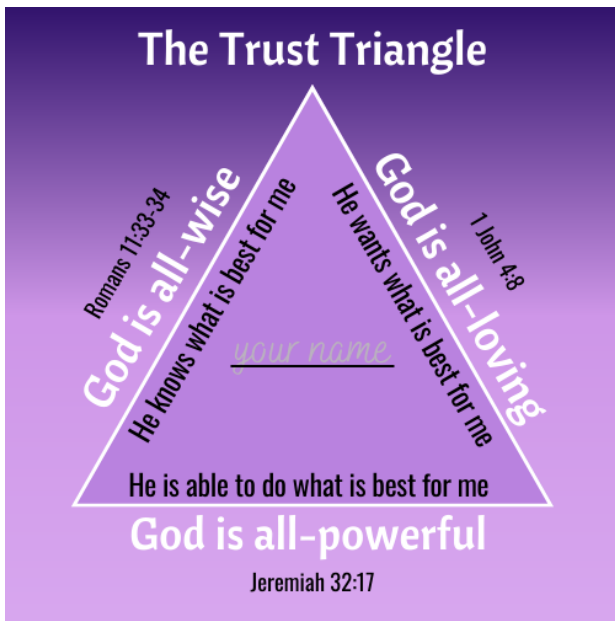 The Trust Triangle
Romans 11:33-34
God is all-wise
He knows what is best for me
He wants what is best for me
God is all-loving
1 John 4:8
your name
He is able to do what is best for me
God is all-powerful
Jeremiah 32:17